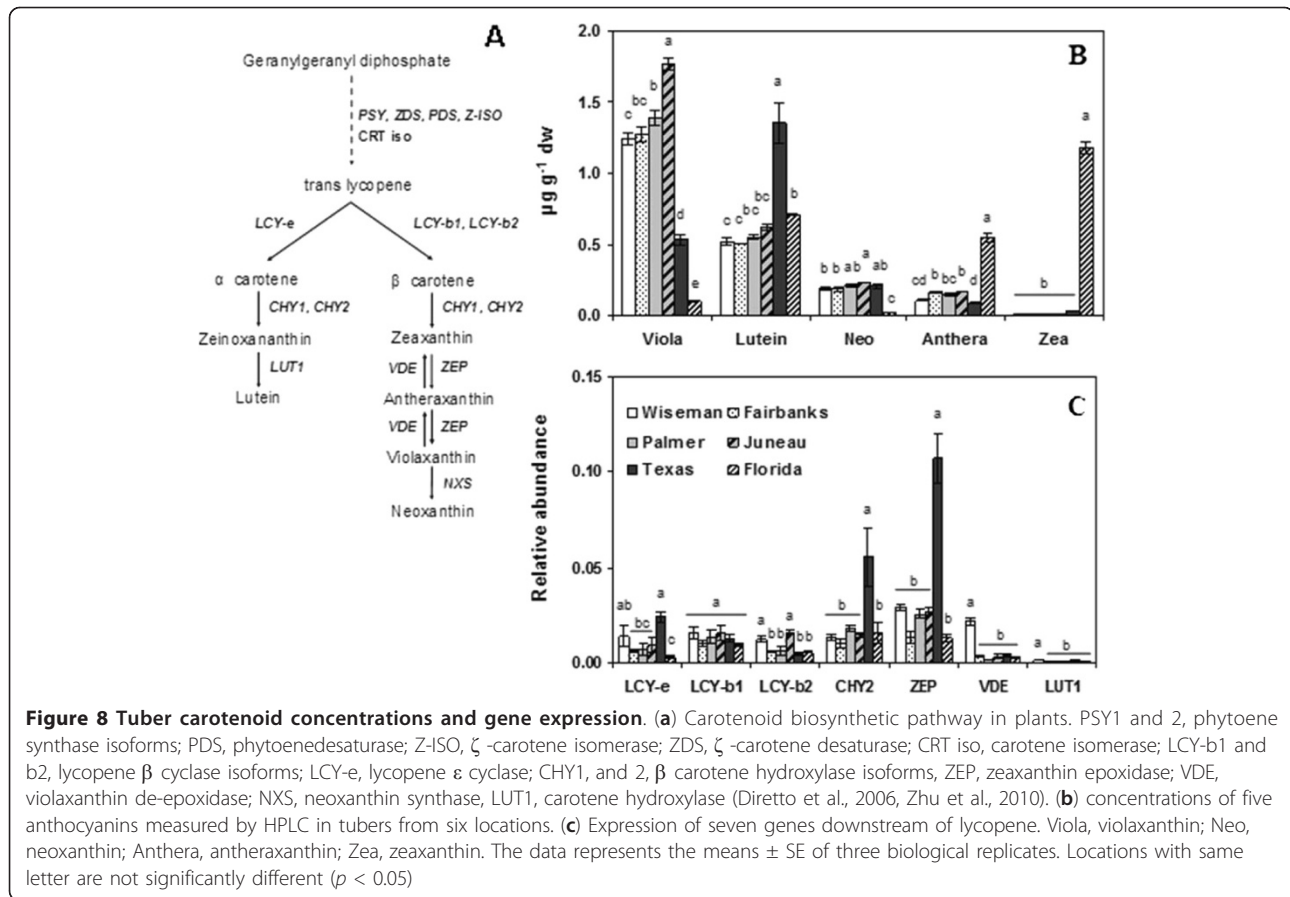 A
Geranylgeranyl diphosphate
PSY, ZDS, PDS, Z-ISO
CRT iso
trans lycopene
LCY-e
LCY-b1, LCY-b2
α carotene
β carotene
CHY1, CHY2
CHY1, CHY2
Zeinoxananthin
Zeaxanthin
LUT1
VDE
ZEP
Lutein
Antheraxanthin
VDE
ZEP
Violaxanthin
NXS
Neoxanthin
B
µg g-1 dw
2.0
1.5
1.0
0.5
0.0
c bc b a d e
c c bc bc a b
b b ab a ab c
cd b bc b d a
b a
Viola Lutein Neo Anthera Zea
C
Relative abundance
0.15
0.10
0.05
0.00
Wiseman Fairbanks
Palmer Juneau
Texas Florida
ab bc a c
a
a b b a b b
b a b
b a b
a b
a b
LCY-e LCY-b1 LCY-b2 CHY2 ZEP VDE LUT1
Figure 8 Tuber carotenoid concentrations and gene expression. (a) Carotenoid biosynthetic pathway in plants. PSY1 and 2, phytoene
synthase isoforms; PDS, phytoenedesaturase; Z-ISO, ζ -carotene isomerase; ZDS, ζ -carotene desaturase; CRT iso, carotene isomerase; LCY-b1 and
b2, lycopene β cyclase isoforms; LCY-e, lycopene ε cyclase; CHY1, and 2, β carotene hydroxylase isoforms, ZEP, zeaxanthin epoxidase; VDE,
violaxanthin de-epoxidase; NXS, neoxanthin synthase, LUT1, carotene hydroxylase (Diretto et al., 2006, Zhu et al., 2010). (b) concentrations of five
anthocyanins measured by HPLC in tubers from six locations. (c) Expression of seven genes downstream of lycopene. Viola, violaxanthin; Neo,
neoxanthin; Anthera, antheraxanthin; Zea, zeaxanthin. The data represents the means ± SE of three biological replicates. Locations with same
letter are not significantly different (p < 0.05)